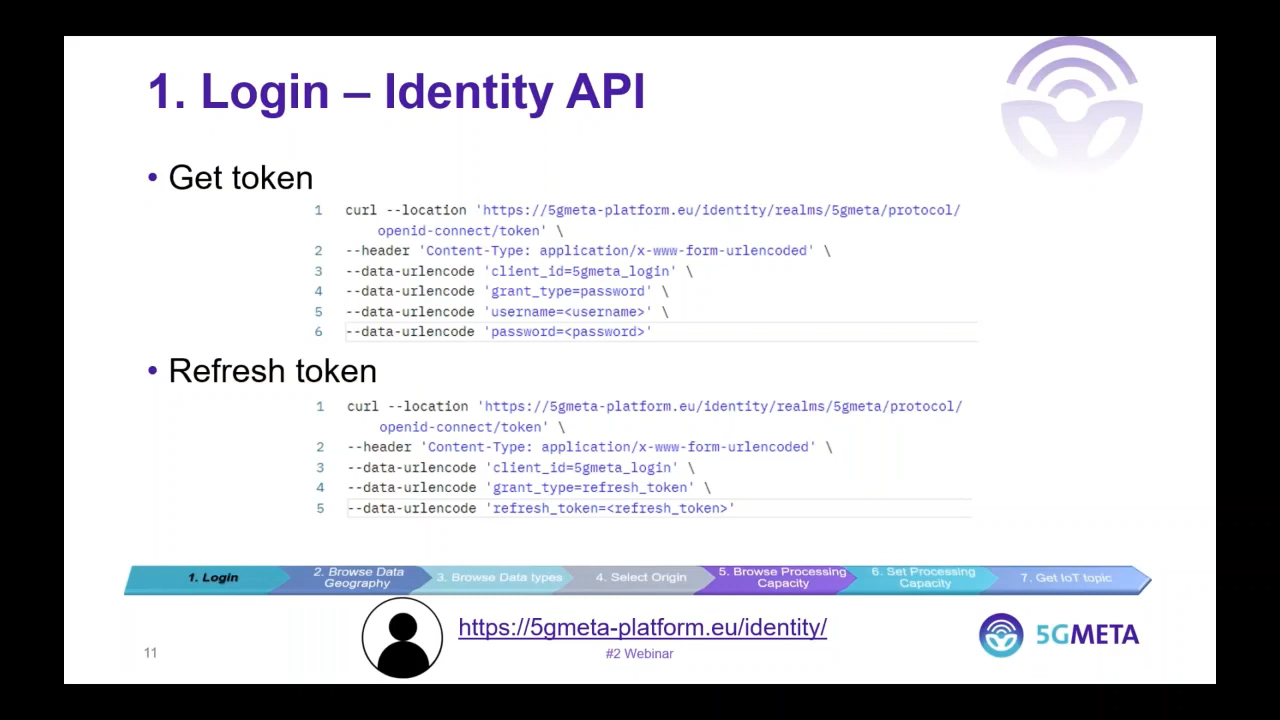 1. Login – Identity API
• Get token
1 curl --location 'https://5gmeta-platform.eu/identity/realms/5gmeta/protocol/
openid-connect/token' \
2 --header 'Content-Type: application/x-www-form-urlencoded' \
3 --data-urlencode 'client_id=5gmeta_login' \
4 --data-urlencode 'grant_type=password' \
5 --data-urlencode 'username=<username>' \
6 --data-urlencode 'password=<password>'
• Refresh token
1 curl --location 'https://5gmeta-platform.eu/identity/realms/5gmeta/protocol/
openid-connect/token' \
2 --header 'Content-Type: application/x-www-form-urlencoded' \
3 --data-urlencode 'client_id=5gmeta_login' \
4 --data-urlencode 'grant_type=refresh_token' \
5 --data-urlencode 'refresh_token=<refresh_token>'
1. Login
2. Browse Data
Geography
3. Browse Data types
4. Select Origin
5. Browse Processing
Capacity
6. Set Processing
Capacity
7. Get IoT topic
https://5gmeta-platform.eu/identity/
5GMETA
11
#2 Webinar